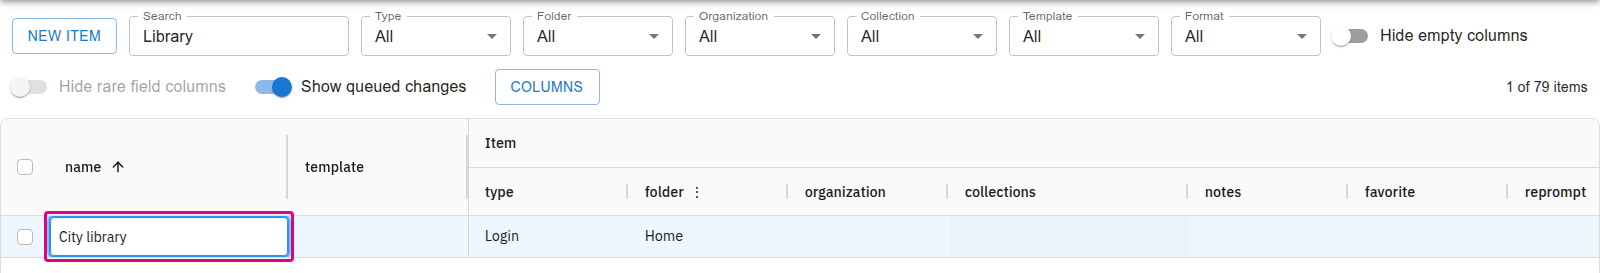 NEW ITEM
Search
Library
Type
All
Folder
All
Organization
All
Collection
All
Template
All
Format
All
Hide empty columns
Hide rare field columns
Show queued changes
COLUMNS
1 of 79 items
name
template
Item
type
folder
organization
collections
notes
favorite
reprompt
City library
Login
Home